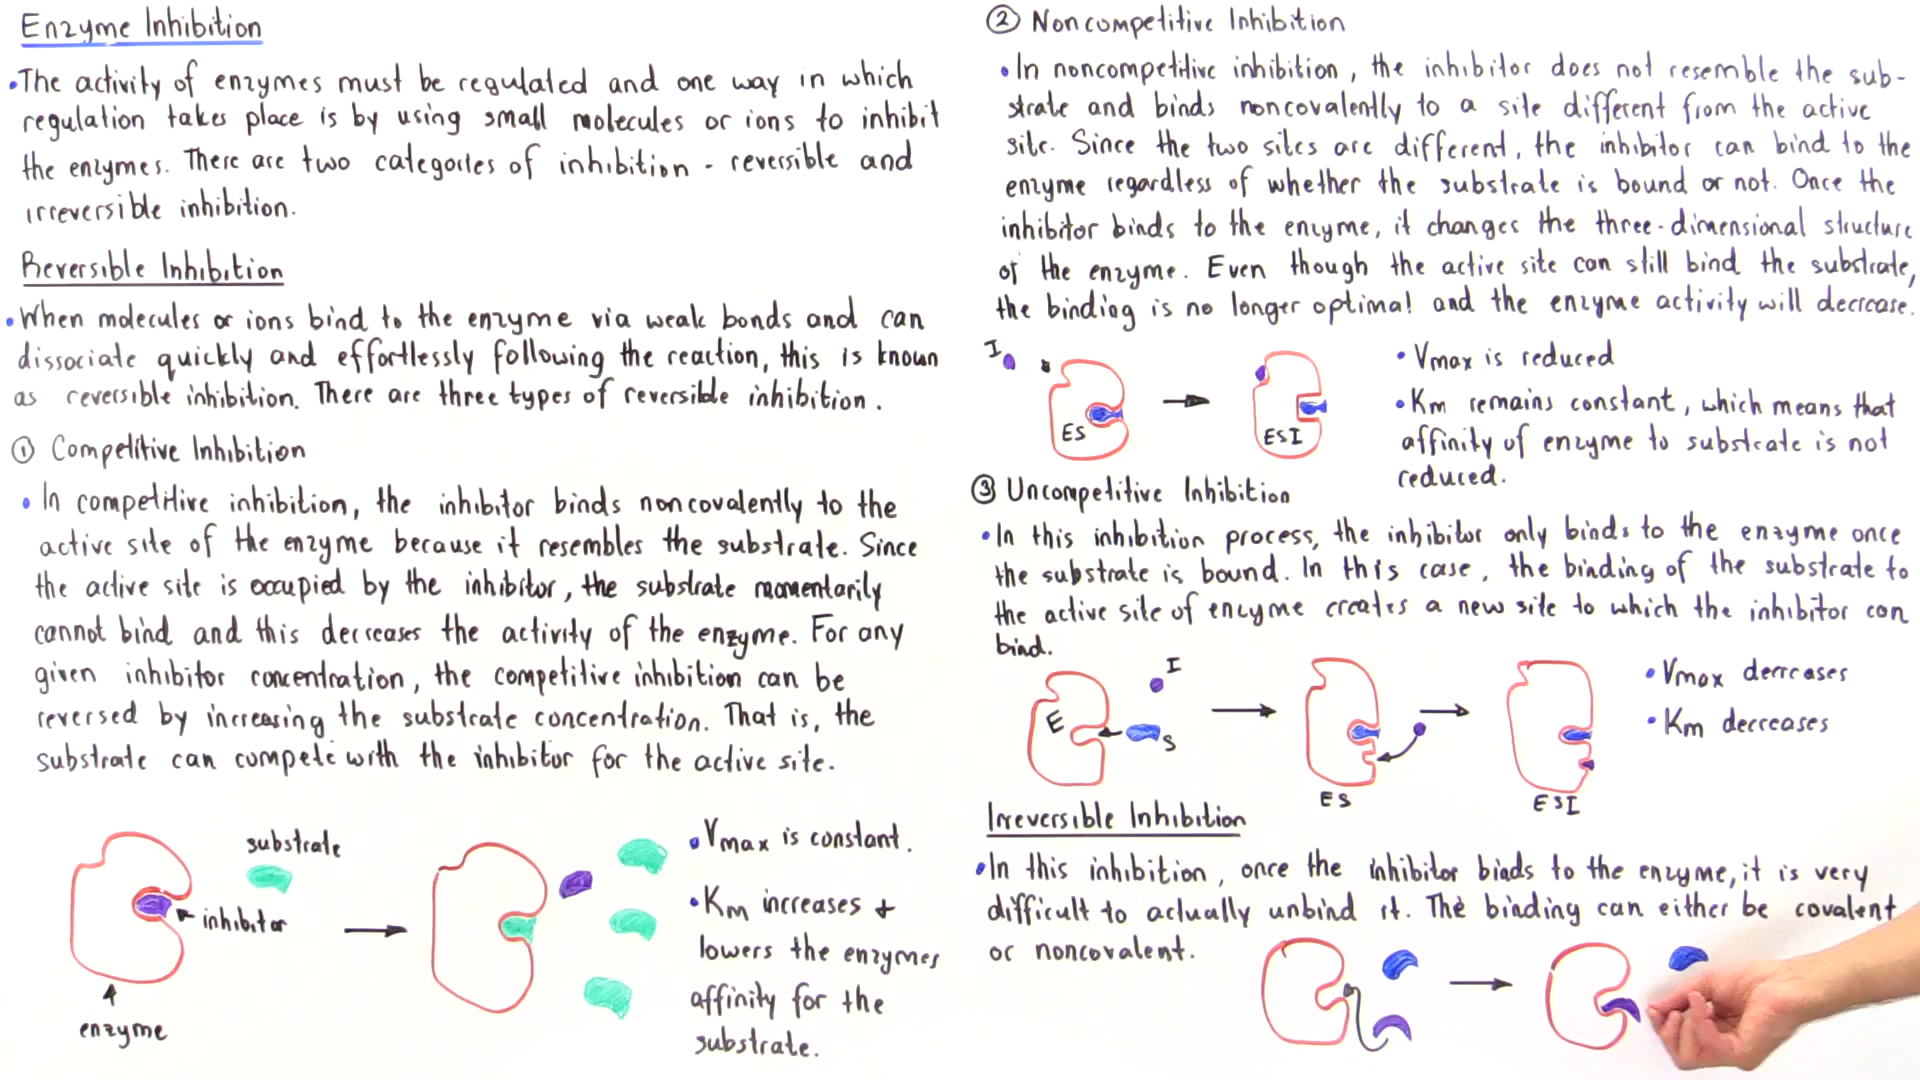 Enzyme Inhibition
• The activity of enzymes must be regulated and one way in which
regulation takes place is by using small molecules or ions to inhibit
the enzymes. There are two categories of inhibition - reversible and
irreversible inhibition.
Reversible Inhibition
• When molecules or ions bind to the enzyme via weak bonds and can
dissociate quickly and effortlessly following the reaction, this is known
as reversible inhibition. There are three types of reversible inhibition.
① Competitive Inhibition
• In competitive inhibition, the inhibitor binds noncovalently to the
active site of the enzyme because it resembles the substrate. Since
the active site is occupied by the inhibitor, the substrate momentarily
cannot bind and this decreases the activity of the enzyme. For any
given inhibitor concentration, the competitive inhibition can be
reversed by increasing the substrate concentration. That is, the
substrate can compete with the inhibitor for the active site.
substrate
inhibitor
enzyme
• Vmax is constant.
• Km increases +
lowers the enzymes
affinity for the
substrate.
② Noncompetitive Inhibition
• In noncompetitive inhibition, the inhibitor does not resemble the sub-
strate and binds noncovalently to a site different from the active
site. Since the two sites are different, the inhibitor can bind to the
enzyme regardless of whether the substrate is bound or not. Once the
inhibitor binds to the enzyme, it changes the three-dimensional structure
of the enzyme. Even though the active site can still bind the substrate,
the binding is no longer optimal and the enzyme activity will decrease.
I
ES
ESI
• Vmax is reduced
• Km remains constant, which means that
affinity of enzyme to substrate is not
reduced.
③ Uncompetitive Inhibition
• In this inhibition process, the inhibitor only binds to the enzyme once
the substrate is bound. In this case, the binding of the substrate to
the active site of enzyme creates a new site to which the inhibitor can
bind.
I
E
S
ES
ESI
• Vmax decreases
• Km decreases
Irreversible Inhibition
• In this inhibition, once the inhibitor binds to the enzyme, it is very
difficult to actually unbind it. The binding can either be covalent
or noncovalent.